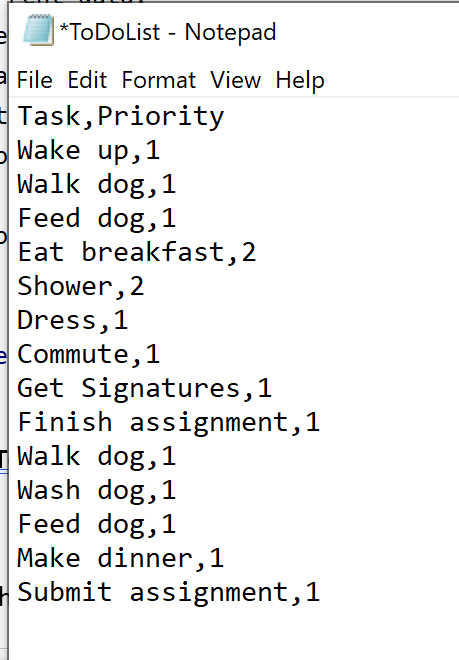 *ToDoList - Notepad
File Edit Format View Help
Task,Priority
Wake up,1
Walk dog,1
Feed dog,1
Eat breakfast,2
Shower,2
Dress,1
Commute,1
Get Signatures,1
Finish assignment,1
Walk dog,1
Wash dog,1
Feed dog,1
Make dinner,1
Submit assignment,1